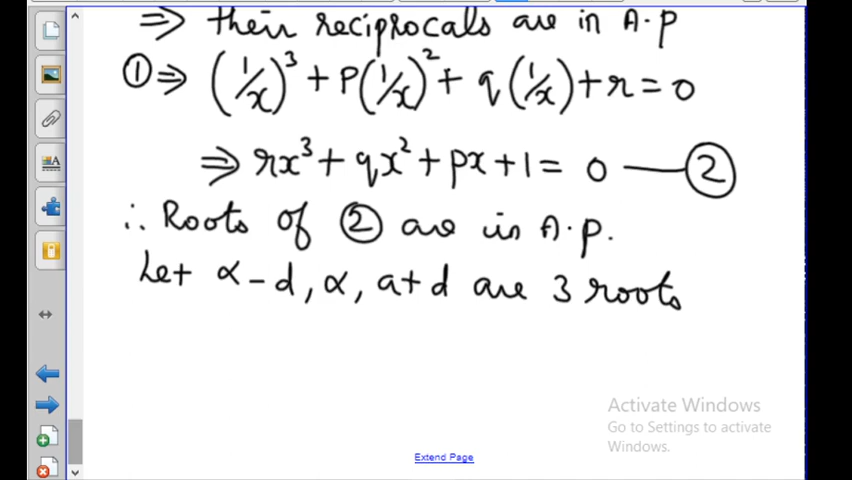 ⇒ their reciprocals are in A.P
① ⇒ (1/x)³ + P(1/x)² + q(1/x) + r = 0
⇒ rx³ + qx² + px + 1 = 0 — ②
∴ Roots of ② are in A.P.
Let α - d, α, a + d are 3 roots
Activate Windows
Go to Settings to activate
Windows.
Extend Page